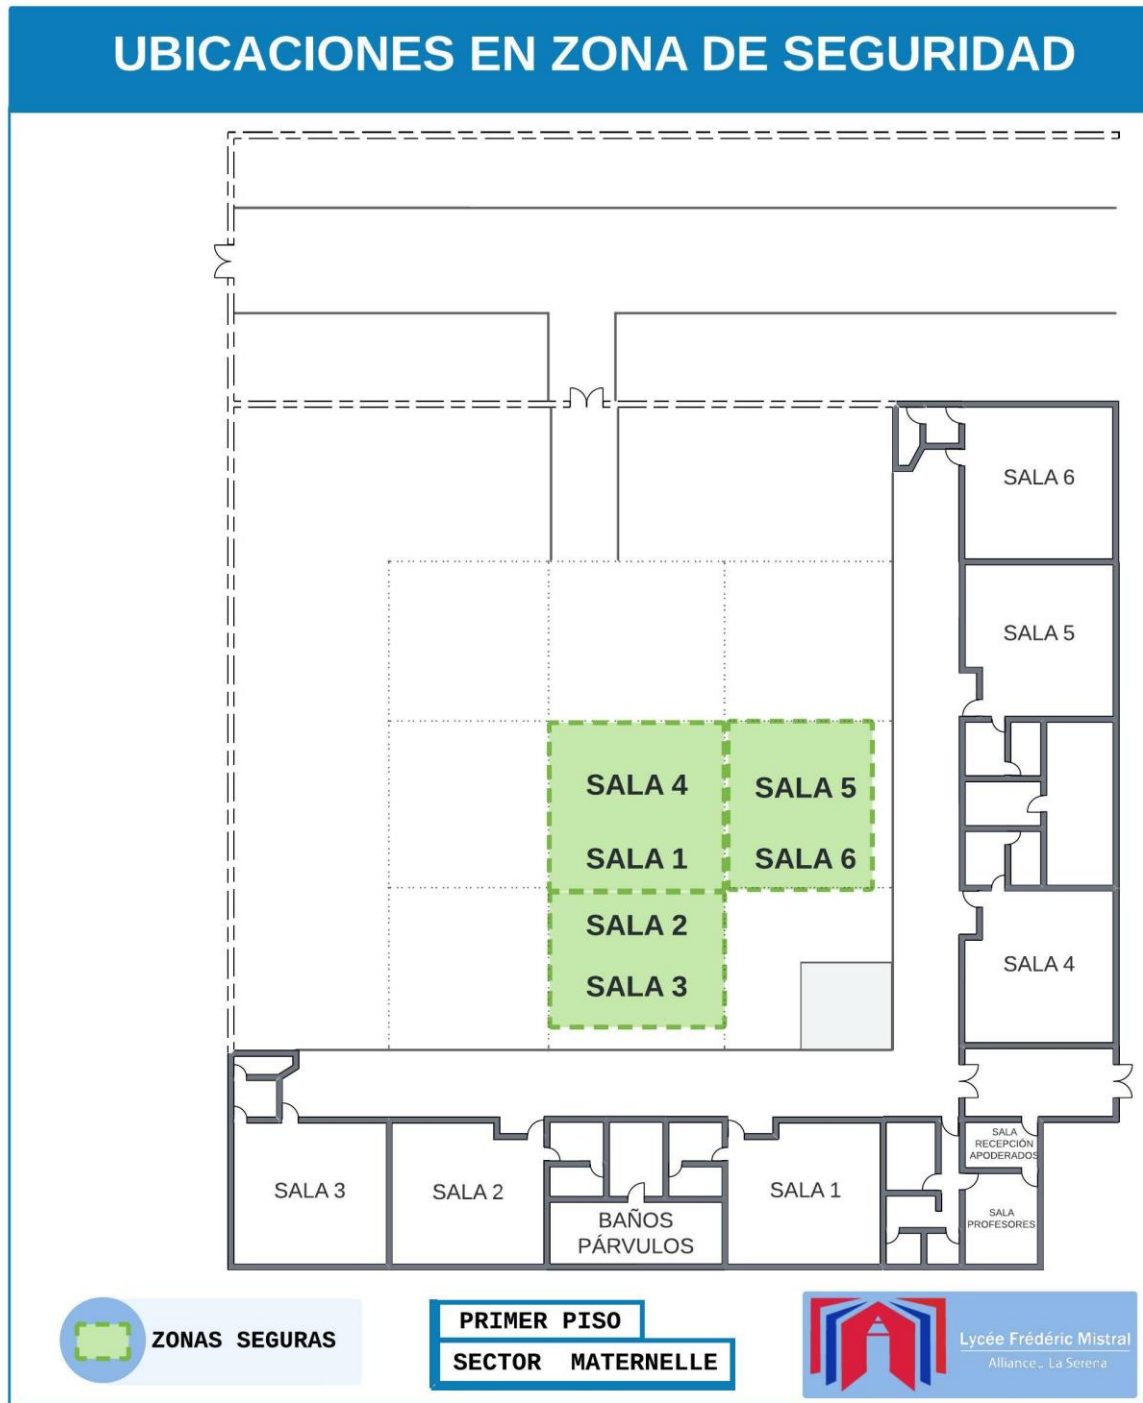 UBICACIONES EN ZONA DE SEGURIDAD
SALA 6
SALA 5
SALA 4
SALA 1
SALA 5
SALA 6
SALA 2
SALA 3
SALA 4
SALA
RECEPCIÓN
APODERADOS
SALA 3
SALA 2
SALA 1
SALA
PROFESORES
BAÑOS
PÁRVULOS
ZONAS SEGURAS
PRIMER PISO
SECTOR MATERNELLE
Lycée Frédéric Mistral
Alliance - La Serena